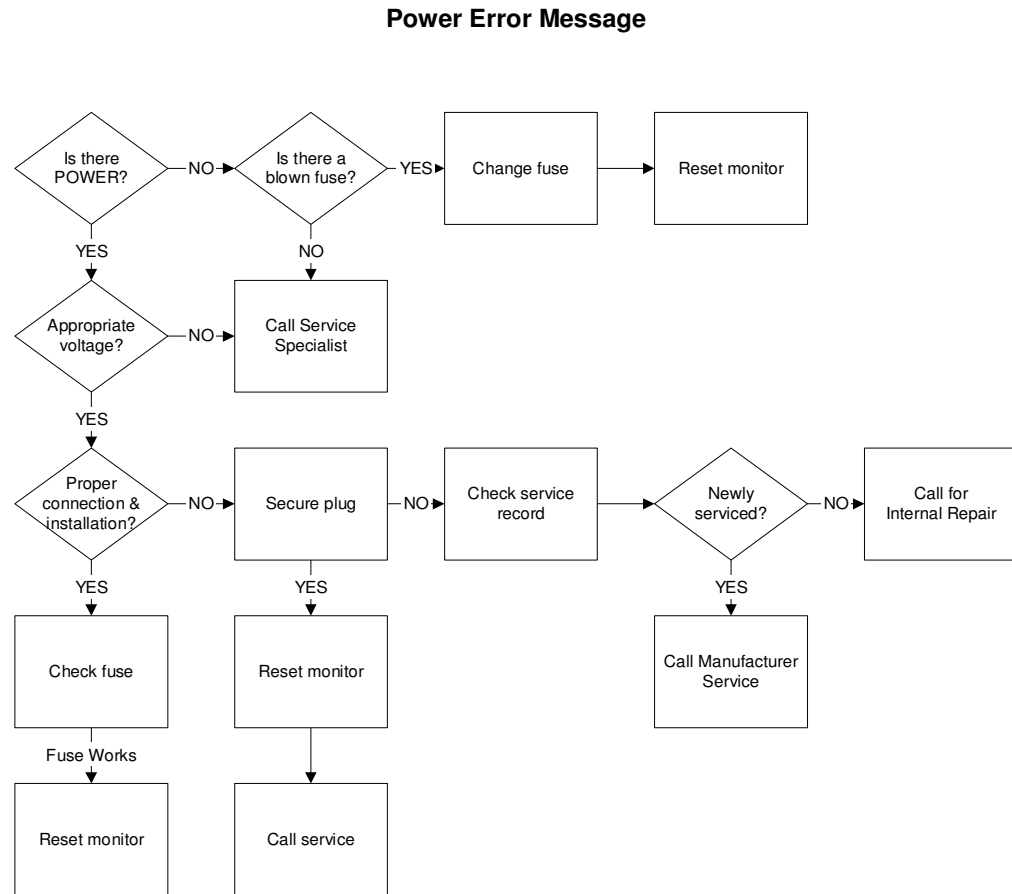 Power Error Message
Is there
POWER?
NO
Is there a
blown fuse?
YES
Change fuse
Reset monitor
YES
NO
Appropriate
voltage?
NO
Call Service
Specialist
YES
Proper
connection &
installation?
NO
Secure plug
NO
Check service
record
Newly
serviced?
NO
Call for
Internal Repair
YES
YES
YES
Check fuse
Reset monitor
Call Manufacturer
Service
Fuse Works
Reset monitor
Call service